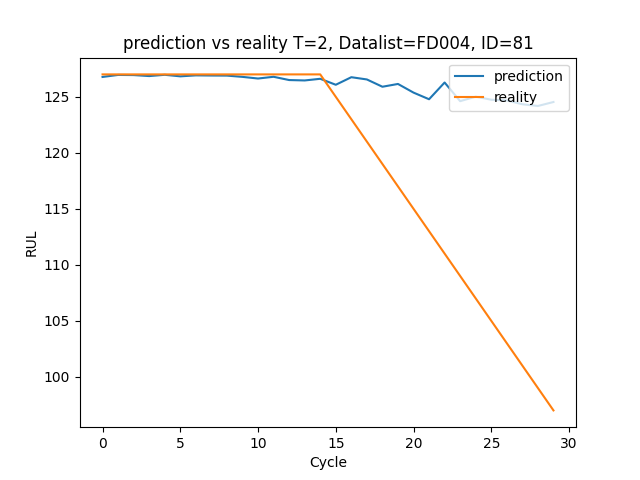 prediction vs reality T=2, Datalist=FD004, ID=81
prediction
reality
125
120
115
110
105
100
RUL
0 5 10 15 20 25 30
Cycle